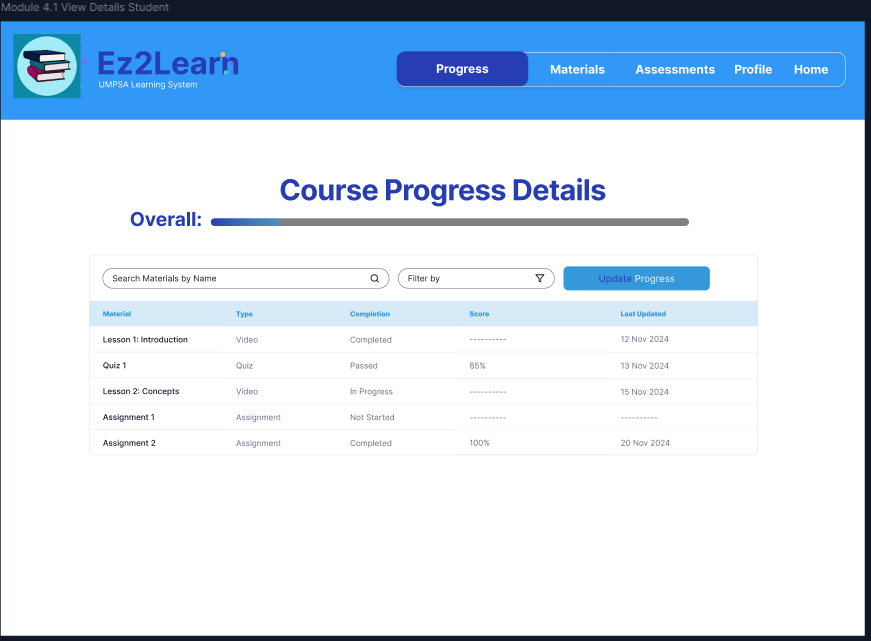 Module 4.1 View Details Student
Ez2Learn
UMPSA Learning System
Progress Materials Assessments Profile Home
Course Progress Details
Overall:
Search Materials by Name Filter by Update Progress
Material Type Completion Score Last Updated
Lesson 1: Introduction Video Completed ---------- 12 Nov 2024
Quiz 1 Quiz Passed 85% 13 Nov 2024
Lesson 2: Concepts Video In Progress ---------- 15 Nov 2024
Assignment 1 Assignment Not Started ---------- ----------
Assignment 2 Assignment Completed 100% 20 Nov 2024